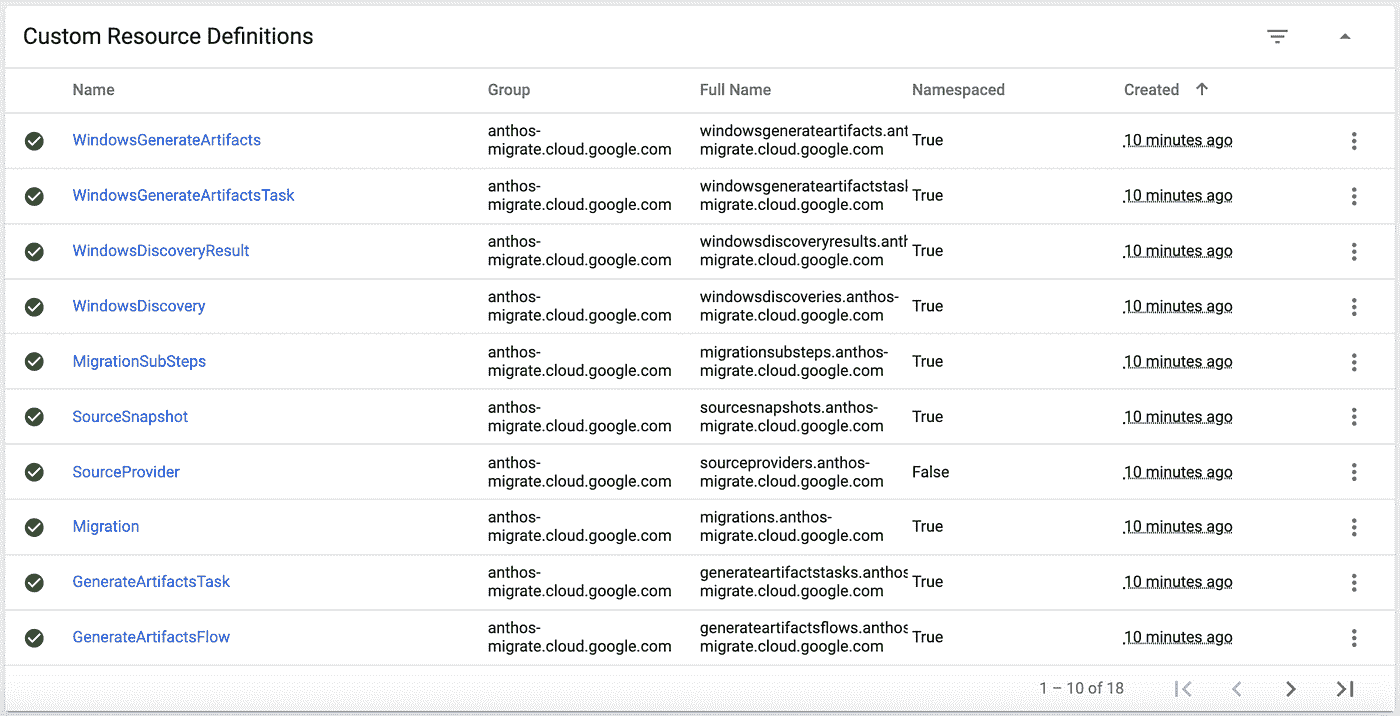 Custom Resource Definitions
Name Group Full Name Namespaced Created
WindowsGenerateArtifacts anthos- windowsgenerateartifacts.ant True 10 minutes ago
migrate.cloud.google.com migrate.cloud.google.com
WindowsGenerateArtifactsTask anthos- windowsgenerateartifactstask True 10 minutes ago
migrate.cloud.google.com migrate.cloud.google.com
WindowsDiscoveryResult anthos- windowsdiscoveryresults.anth True 10 minutes ago
migrate.cloud.google.com migrate.cloud.google.com
WindowsDiscovery anthos- windowsdiscoveries.anthos- True 10 minutes ago
migrate.cloud.google.com migrate.cloud.google.com
MigrationSubSteps anthos- migrationsubsteps.anthos- True 10 minutes ago
migrate.cloud.google.com migrate.cloud.google.com
SourceSnapshot anthos- sourcesnapshots.anthos- True 10 minutes ago
migrate.cloud.google.com migrate.cloud.google.com
SourceProvider anthos- sourceproviders.anthos- False 10 minutes ago
migrate.cloud.google.com migrate.cloud.google.com
Migration anthos- migrations.anthos- True 10 minutes ago
migrate.cloud.google.com migrate.cloud.google.com
GenerateArtifactsTask anthos- generateartifactstasks.anthos True 10 minutes ago
migrate.cloud.google.com migrate.cloud.google.com
GenerateArtifactsFlow anthos- generateartifactsflows.anthos True 10 minutes ago
migrate.cloud.google.com migrate.cloud.google.com
1 – 10 of 18